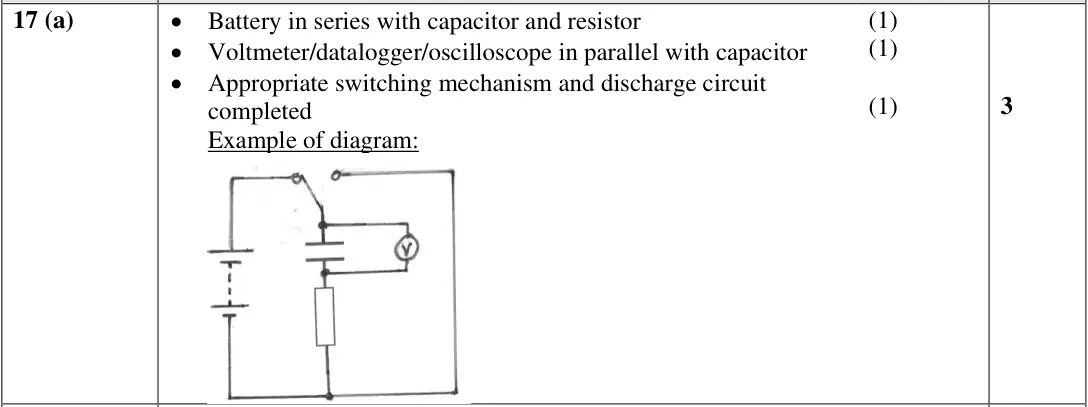 17 (a)
• Battery in series with capacitor and resistor (1)
• Voltmeter/datalogger/oscilloscope in parallel with capacitor (1)
• Appropriate switching mechanism and discharge circuit
completed (1) 3
Example of diagram:
V